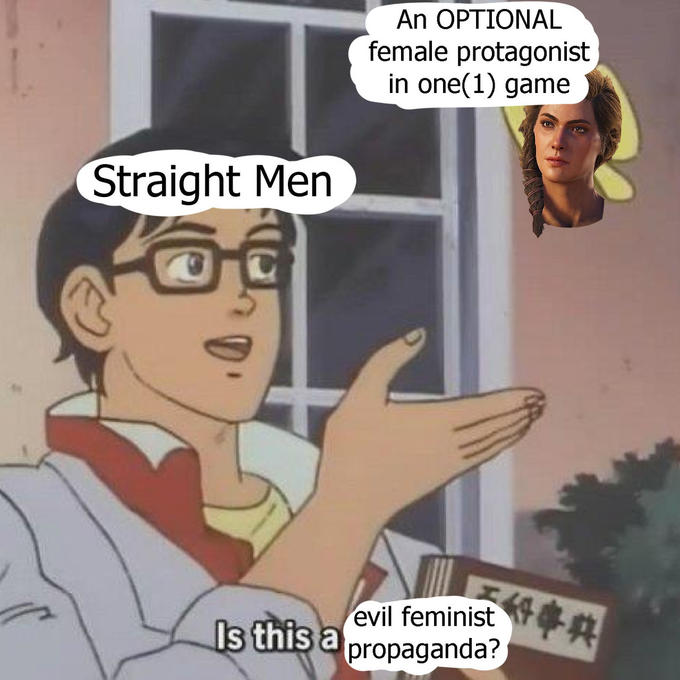 An OPTIONAL
female protagonist
in one(1) game
Straight Men
Is this a evil feminist
propaganda?